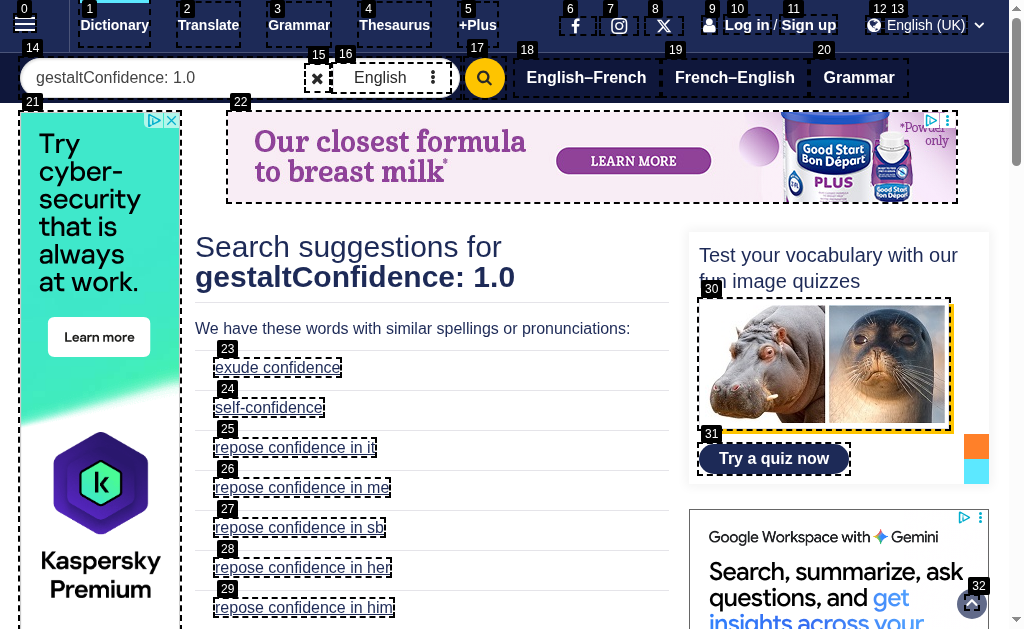 0 1 2 3 4 5 6 7 8 9 10 11 12 13
Dictionary Translate Grammar Thesaurus +Plus Log in / Sign up English (UK)
14 15 16 17 18 19 20
gestaltConfidence: 1.0 English English–French French–English Grammar
21 22
Try
cyber-
security
that is
always
at work.
Learn more
Kaspersky
Premium
Our closest formula
to breast milk*
LEARN MORE
Good Start
Bon Départ
PLUS
Good Start
Bon Départ
*Powder
only
Search suggestions for
gestaltConfidence: 1.0
We have these words with similar spellings or pronunciations:
23
exude confidence
24
self-confidence
25
repose confidence in it
26
repose confidence in me
27
repose confidence in sb
28
repose confidence in her
29
repose confidence in him
Test your vocabulary with our
fun image quizzes
30
31
Try a quiz now
Google Workspace with Gemini
Search, summarize, ask
questions, and get
insights across your
32